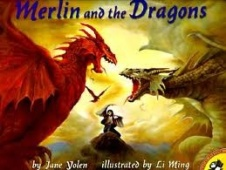 Merlin and the Dragons
by Jane Yolen illustrated by Li Ming